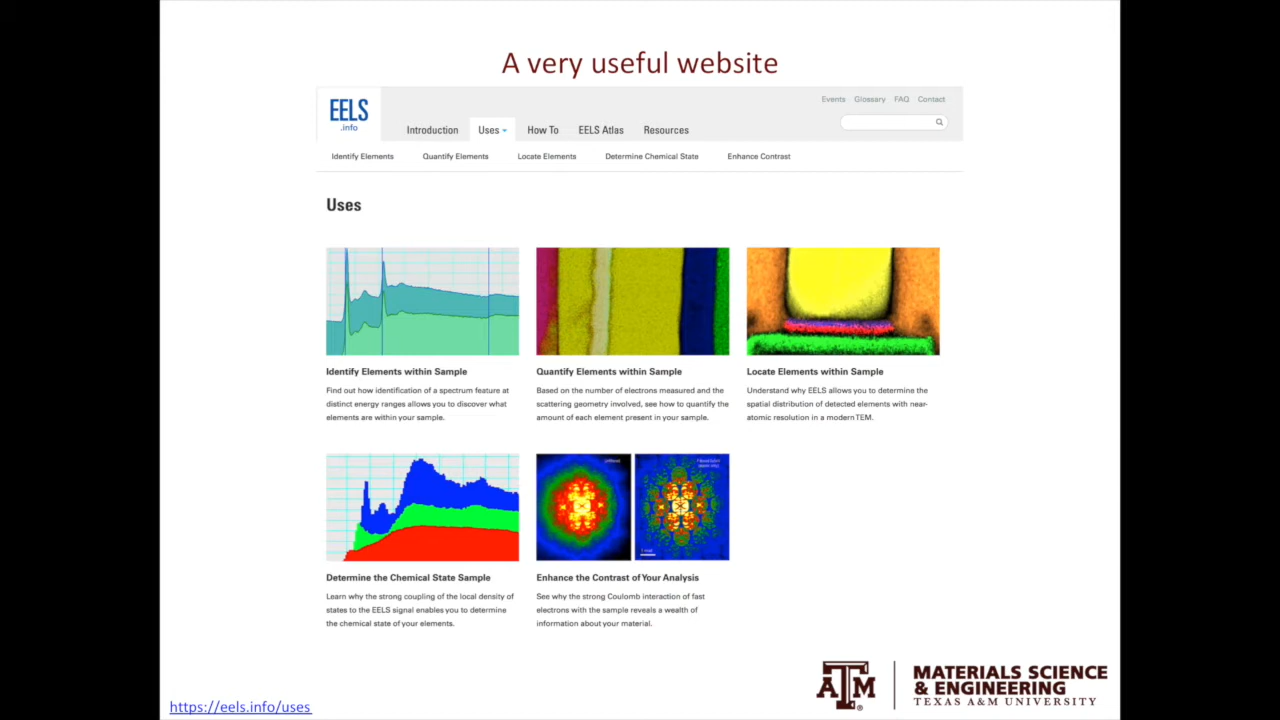 A very useful website
EELS
.info
Events Glossary FAQ Contact
Introduction Uses How To EELS Atlas Resources
Identify Elements Quantify Elements Locate Elements Determine Chemical State Enhance Contrast
Uses
Identify Elements within Sample
Find out how identification of a spectrum feature at
distinct energy ranges allows you to discover what
elements are within your sample.
Quantify Elements within Sample
Based on the number of electrons measured and the
scattering geometry involved, see how to quantify the
amount of each element present in your sample.
Locate Elements within Sample
Understand why EELS allows you to determine the
spatial distribution of detected elements with near-
atomic resolution in a modern TEM.
Determine the Chemical State Sample
Learn why the strong coupling of the local density of
states to the EELS signal enables you to determine
the chemical state of your elements.
Enhance the Contrast of Your Analysis
See why the strong Coulomb interaction of fast
electrons with the sample reveals a wealth of
information about your material.
https://eels.info/uses
ATM
MATERIALS SCIENCE
& ENGINEERING
TEXAS A&M UNIVERSITY